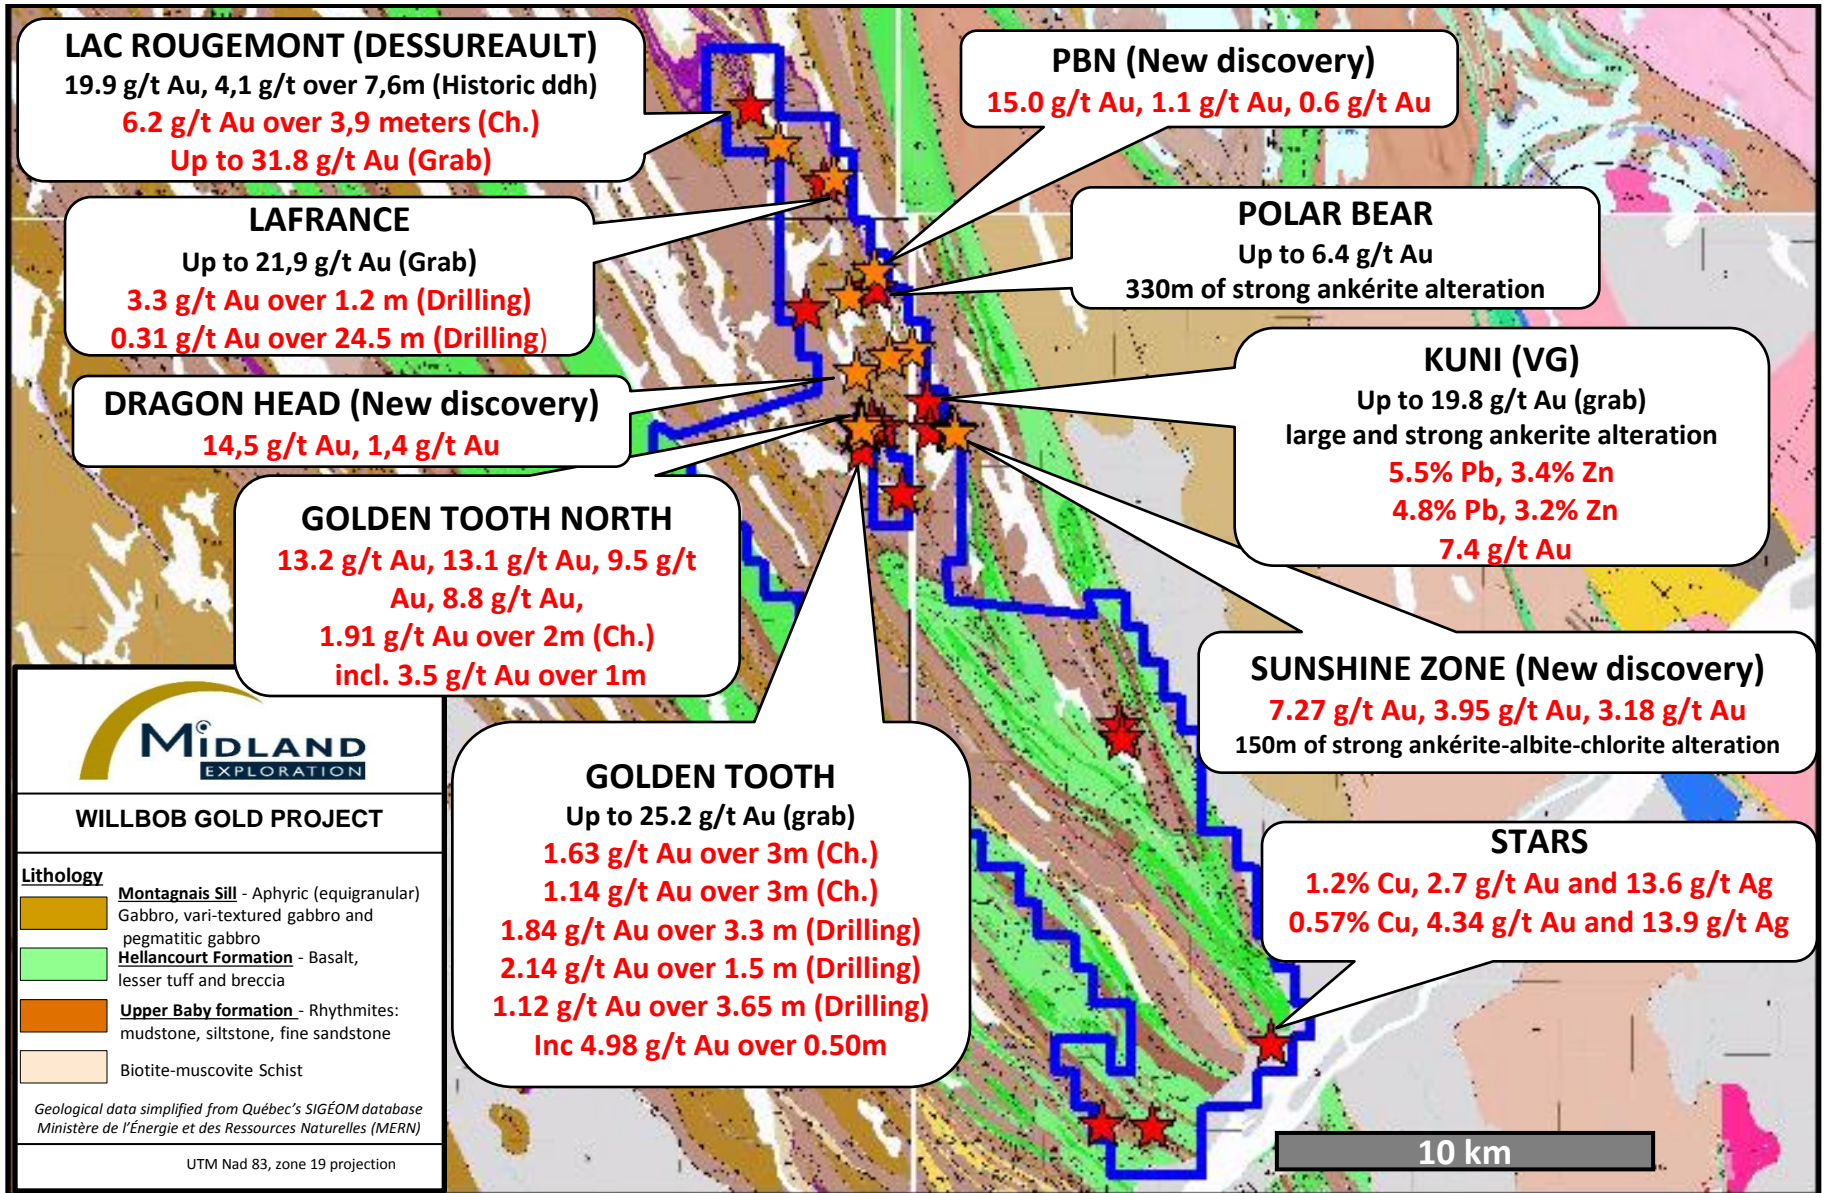 LAC ROUGEMONT (DESSUREAULT)
19.9 g/t Au, 4,1 g/t over 7,6m (Historic ddh)
6.2 g/t Au over 3,9 meters (Ch.)
Up to 31.8 g/t Au (Grab)
PBN (New discovery)
15.0 g/t Au, 1.1 g/t Au, 0.6 g/t Au
LAFRANCE
Up to 21,9 g/t Au (Grab)
3.3 g/t Au over 1.2 m (Drilling)
0.31 g/t Au over 24.5 m (Drilling)
POLAR BEAR
Up to 6.4 g/t Au
330m of strong ankérite alteration
DRAGON HEAD (New discovery)
14,5 g/t Au, 1,4 g/t Au
KUNI (VG)
Up to 19.8 g/t Au (grab)
large and strong ankerite alteration
5.5% Pb, 3.4% Zn
4.8% Pb, 3.2% Zn
7.4 g/t Au
GOLDEN TOOTH NORTH
13.2 g/t Au, 13.1 g/t Au, 9.5 g/t
Au, 8.8 g/t Au,
1.91 g/t Au over 2m (Ch.)
incl. 3.5 g/t Au over 1m
SUNSHINE ZONE (New discovery)
7.27 g/t Au, 3.95 g/t Au, 3.18 g/t Au
150m of strong ankérite-albite-chlorite alteration
GOLDEN TOOTH
Up to 25.2 g/t Au (grab)
1.63 g/t Au over 3m (Ch.)
1.14 g/t Au over 3m (Ch.)
1.84 g/t Au over 3.3 m (Drilling)
2.14 g/t Au over 1.5 m (Drilling)
1.12 g/t Au over 3.65 m (Drilling)
Inc 4.98 g/t Au over 0.50m
STARS
1.2% Cu, 2.7 g/t Au and 13.6 g/t Ag
0.57% Cu, 4.34 g/t Au and 13.9 g/t Ag
MIDLAND
EXPLORATION
WILLBOB GOLD PROJECT
Lithology
Montagnais Sill - Aphyric (equigranular)
Gabbro, vari-textured gabbro and
pegmatitic gabbro
Hellancourt Formation - Basalt,
lesser tuff and breccia
Upper Baby formation - Rhythmites:
mudstone, siltstone, fine sandstone
Biotite-muscovite Schist
Geological data simplified from Québec's SIGÉOM database
Ministère de l'Énergie et des Ressources Naturelles (MERN)
UTM Nad 83, zone 19 projection
10 km